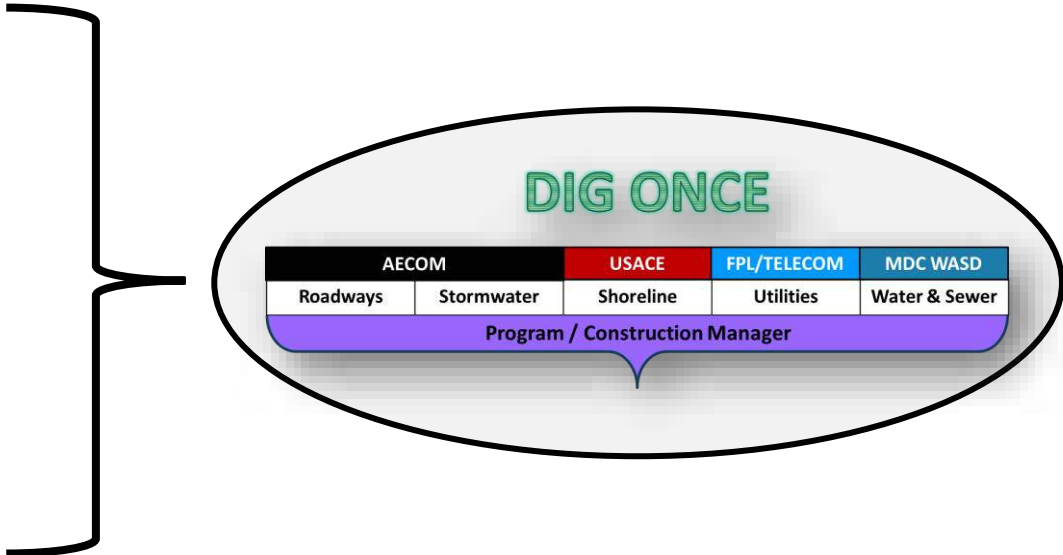 DIG ONCE
AECOM USACE FPL/TELECOM MDC WASD
Roadways Stormwater Shoreline Utilities Water & Sewer
Program / Construction Manager